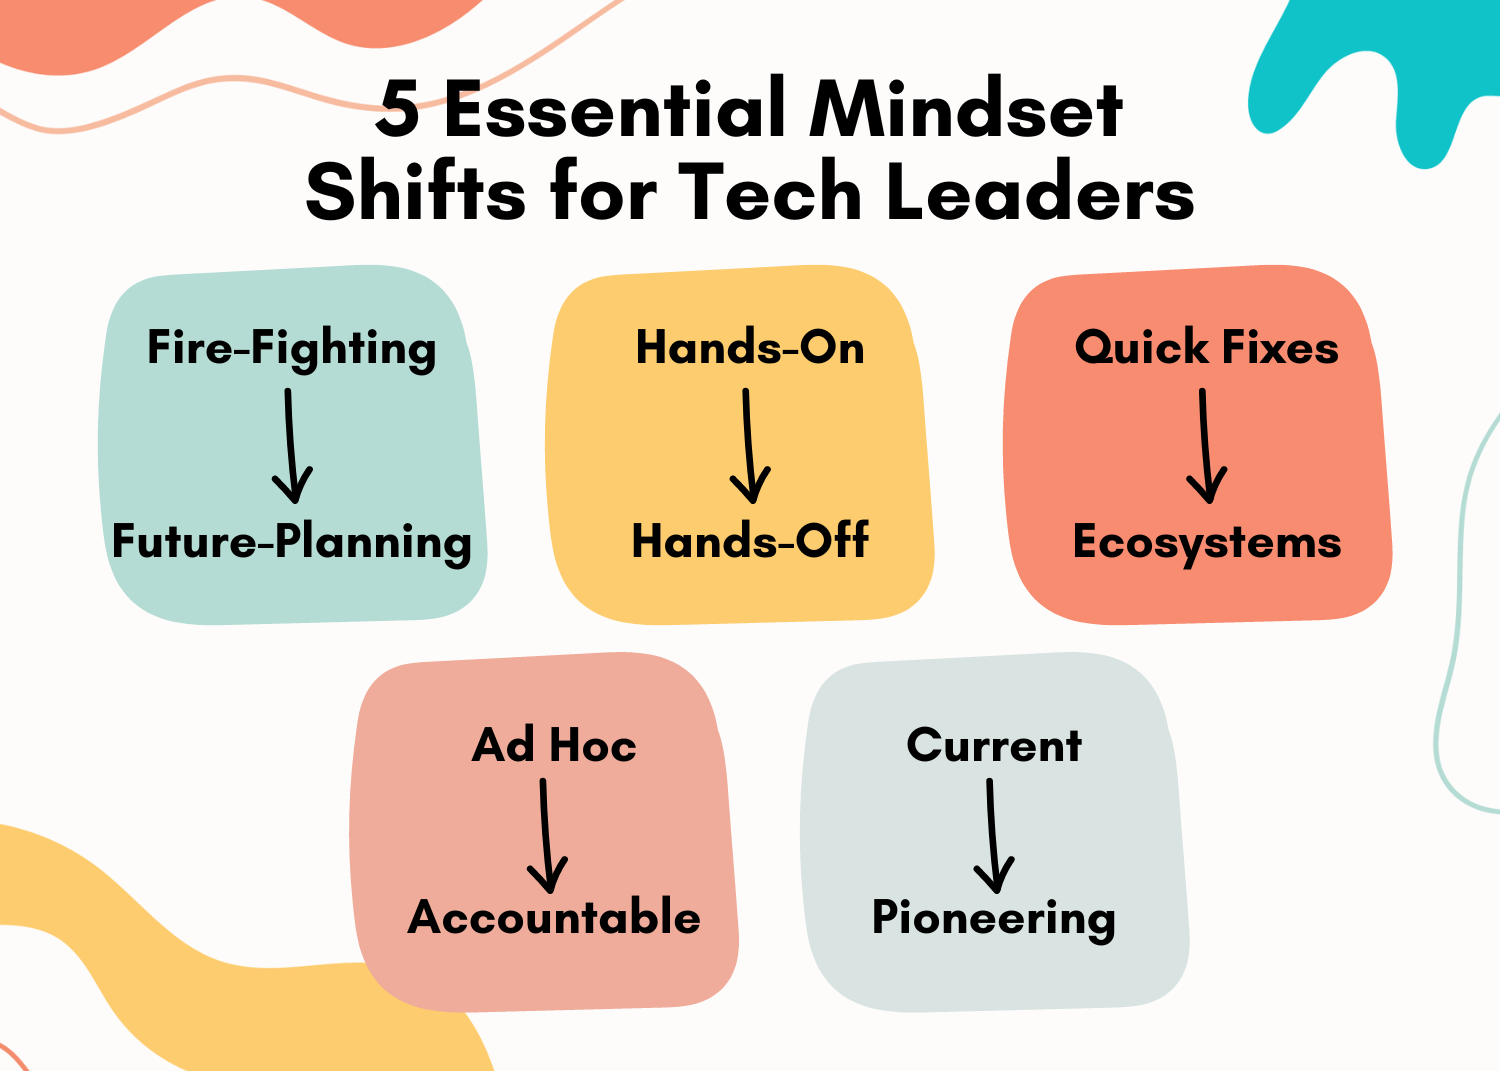 5 Essential Mindset
Shifts for Tech Leaders
Fire-Fighting
Future-Planning
Hands-On
Hands-Off
Quick Fixes
Ecosystems
Ad Hoc
Accountable
Current
Pioneering